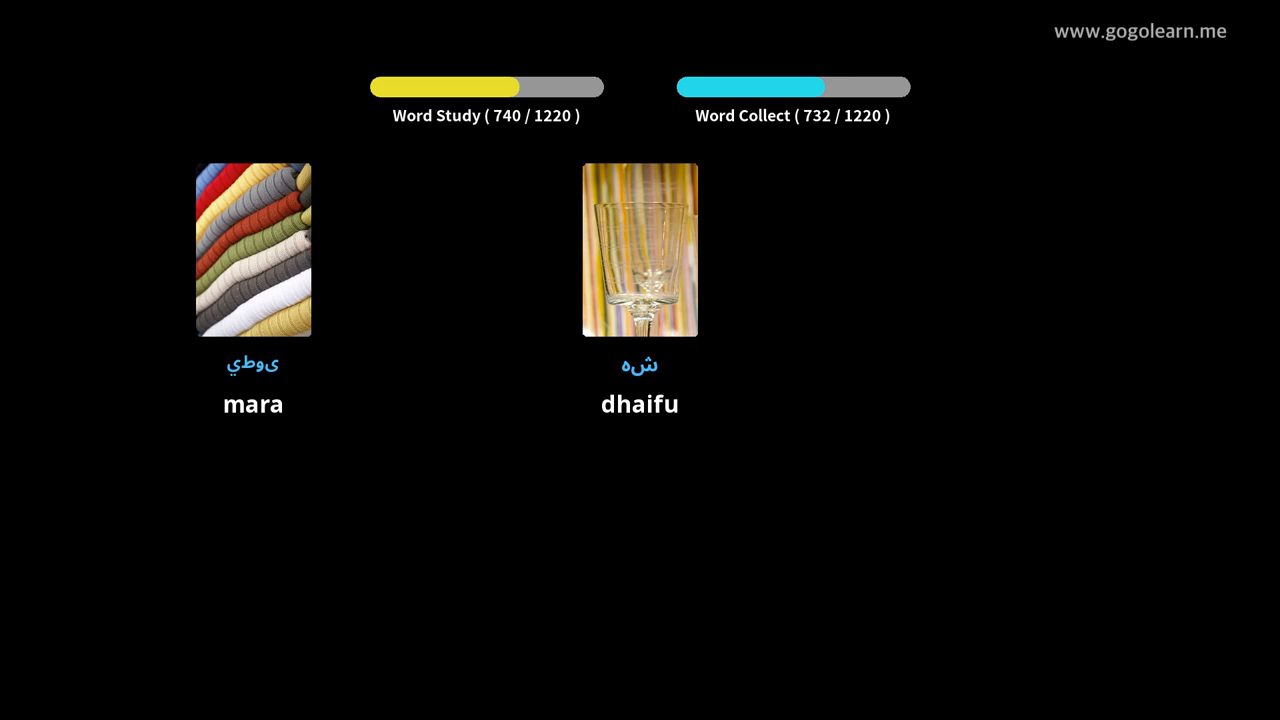 www.gogolearn.me
Word Study ( 740 / 1220 )
Word Collect ( 732 / 1220 )
ىوطي
شه
mara
dhaifu